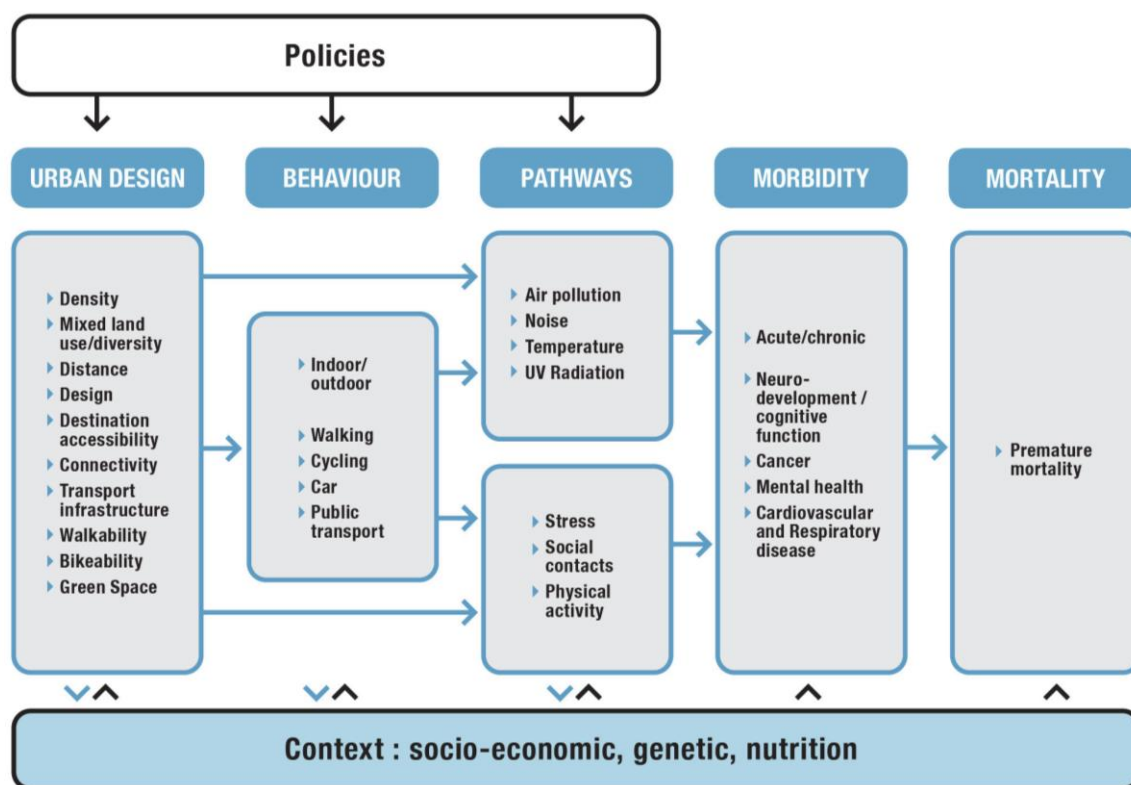 Policies
URBAN DESIGN
BEHAVIOUR
PATHWAYS
MORBIDITY
MORTALITY
Density
Mixed land
use/diversity
Distance
Design
Destination
accessibility
Connectivity
Transport
infrastructure
Walkability
Bikeability
Green Space
Indoor/
outdoor
Walking
Cycling
Car
Public
transport
Air pollution
Noise
Temperature
UV Radiation
Stress
Social
contacts
Physical
activity
Acute/chronic
Neuro-
development /
cognitive
function
Cancer
Mental health
Cardiovascular
and Respiratory
disease
Premature
mortality
Context : socio-economic, genetic, nutrition